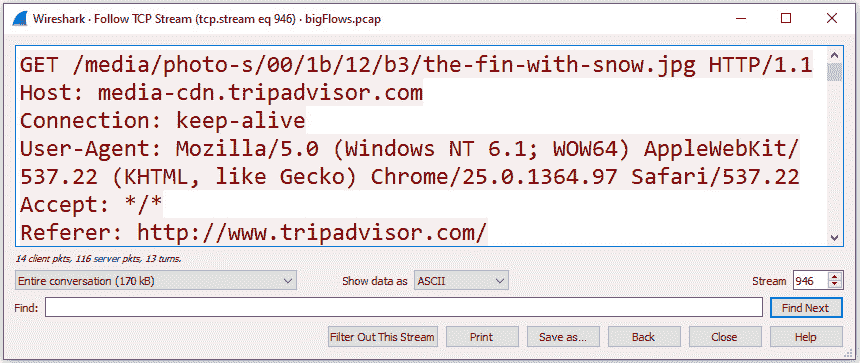 Wireshark · Follow TCP Stream (tcp.stream eq 946) · bigFlows.pcap
GET /media/photo-s/00/1b/12/b3/the-fin-with-snow.jpg HTTP/1.1
Host: media-cdn.tripadvisor.com
Connection: keep-alive
User-Agent: Mozilla/5.0 (Windows NT 6.1; WOW64) AppleWebKit/
537.22 (KHTML, like Gecko) Chrome/25.0.1364.97 Safari/537.22
Accept: */*
Referer: http://www.tripadvisor.com/
14 client pkts, 116 server pkts, 13 turns.
Entire conversation (170 kB) Show data as ASCII Stream 946
Find: Find Next
Filter Out This Stream Print Save as... Back Close Help